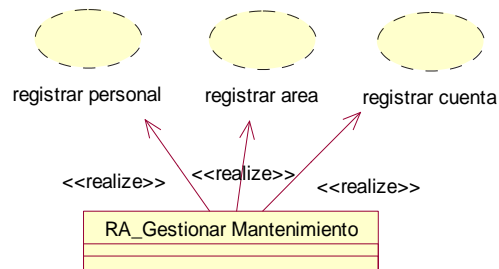 registrar personal
registrar area
registrar cuenta
<<realize>>
<<realize>>
<<realize>>
RA_Gestionar Mantenimiento